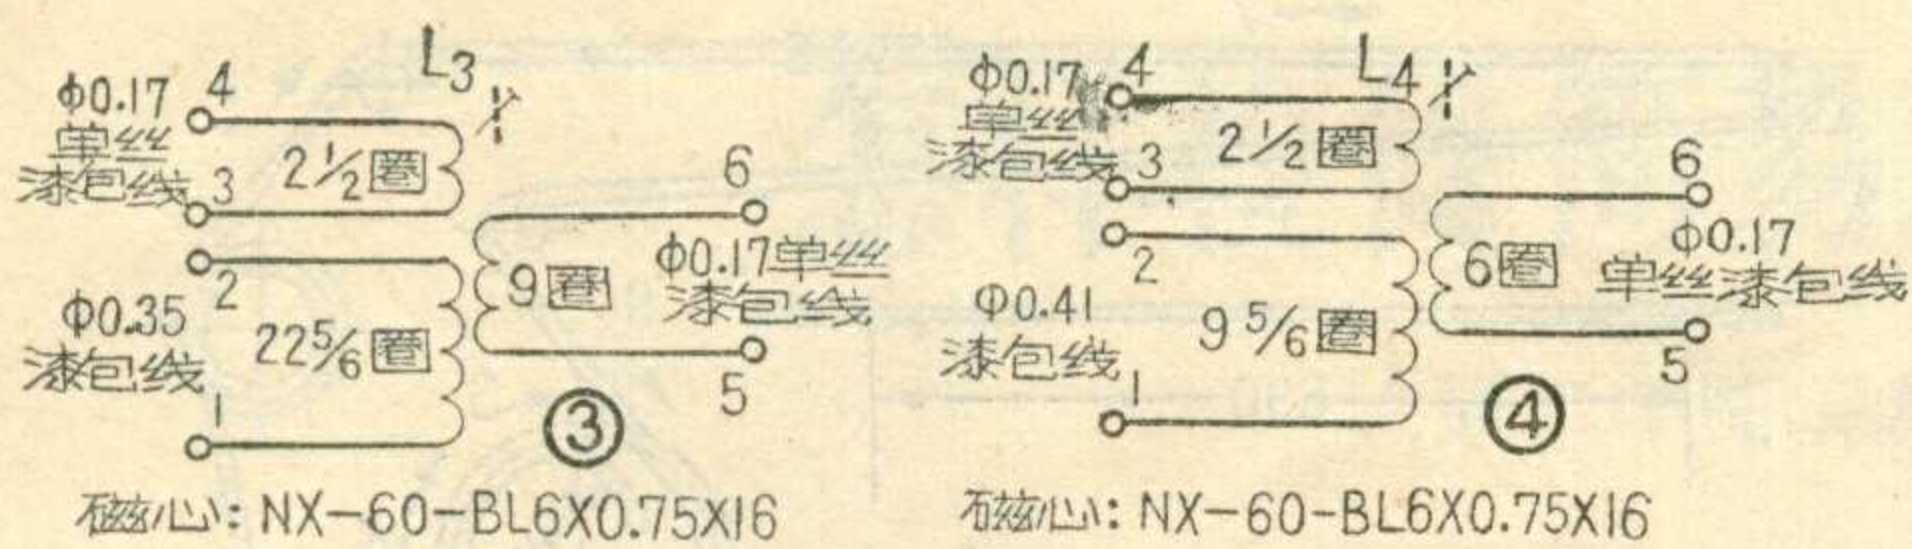 L3
φ0.17
单丝
漆包线
4
3
2½圈
2
1
φ0.35
漆包线
22⅚圈
9圈
6
5
φ0.17单丝
漆包线
③
磁心: NX-60-BL6X0.75X16
L4
φ0.17
单丝
漆包线
4
3
2½圈
2
1
φ0.41
漆包线
9⅚圈
6圈
6
5
φ0.17
单丝漆包线
④
磁心: NX-60-BL6X0.75X16